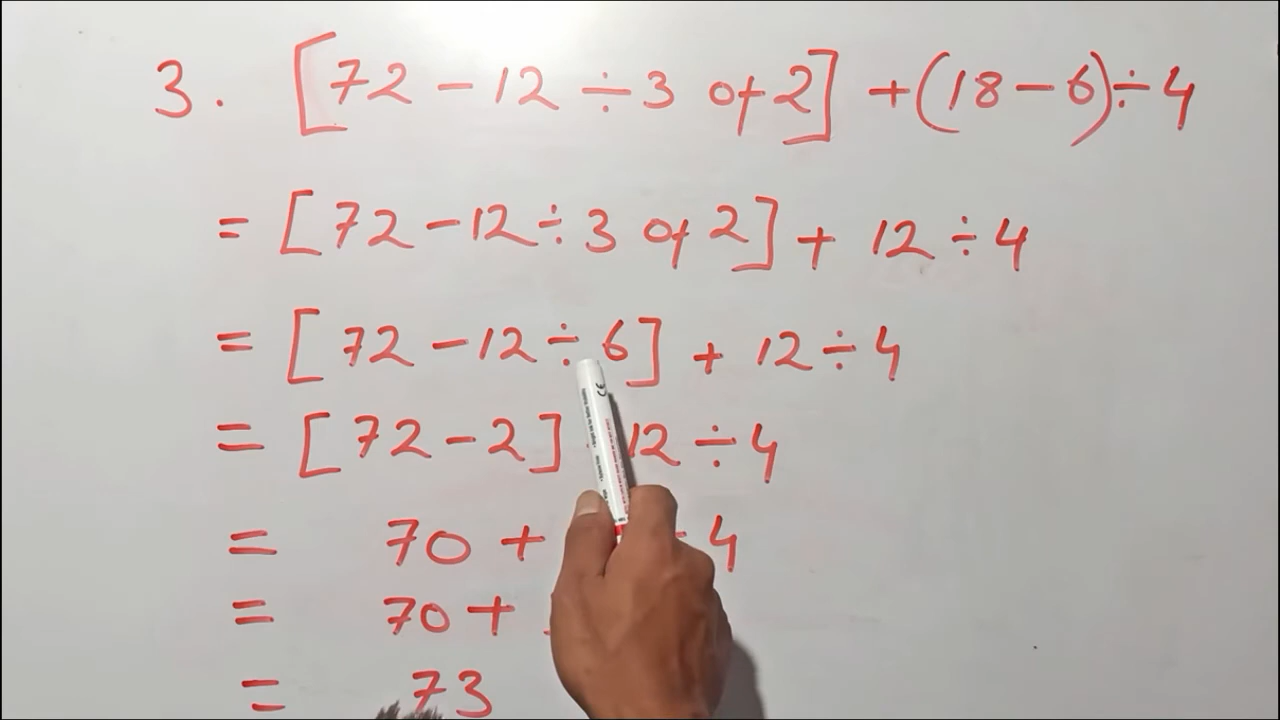 3. [72 - 12 ÷ 3 of 2] + (18 - 6) ÷ 4
= [72 - 12 ÷ 3 of 2] + 12 ÷ 4
= [72 - 12 ÷ 6] + 12 ÷ 4
= [72 - 2] 12 ÷ 4
= 70 + 4
= 70 +
= 73
CE